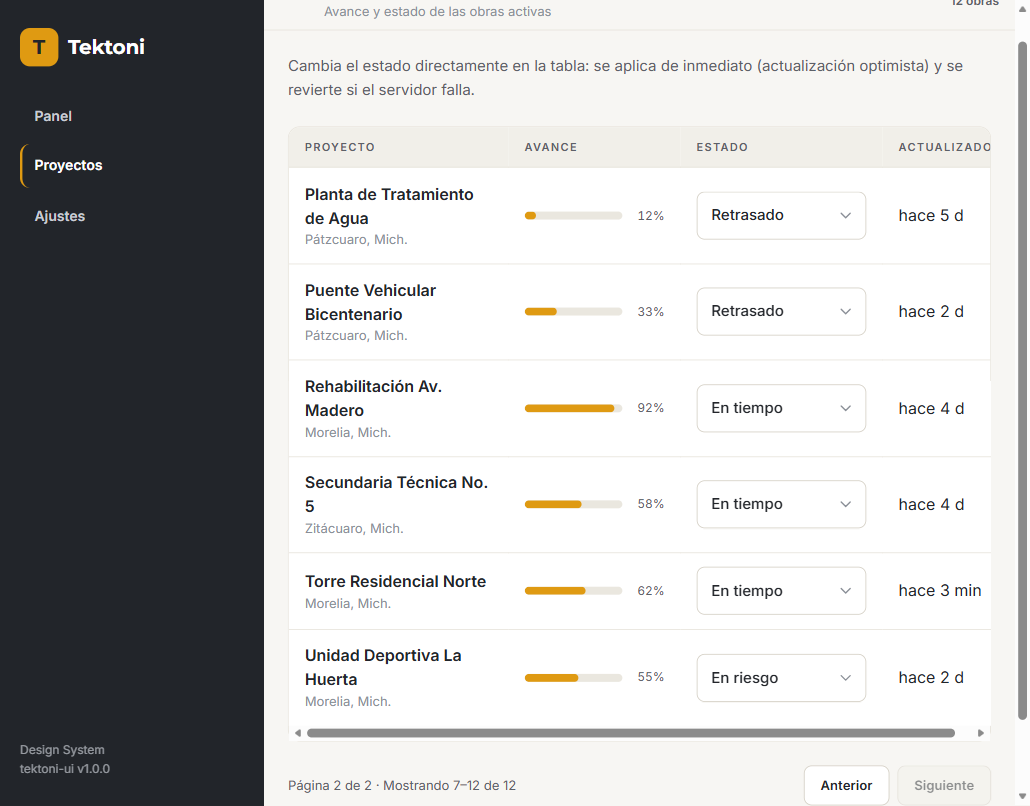 T Tektoni
Panel
Proyectos
Ajustes
Design System
tektoni-ui v1.0.0
Avance y estado de las obras activas
12 obras
Cambia el estado directamente en la tabla: se aplica de inmediato (actualización optimista) y se
revierte si el servidor falla.
PROYECTO AVANCE ESTADO ACTUALIZADO
Planta de Tratamiento
de Agua
Pátzcuaro, Mich.
12% Retrasado hace 5 d
Puente Vehicular
Bicentenario
Pátzcuaro, Mich.
33% Retrasado hace 2 d
Rehabilitación Av.
Madero
Morelia, Mich.
92% En tiempo hace 4 d
Secundaria Técnica No.
5
Zitácuaro, Mich.
58% En tiempo hace 4 d
Torre Residencial Norte
Morelia, Mich.
62% En tiempo hace 3 min
Unidad Deportiva La
Huerta
Morelia, Mich.
55% En riesgo hace 2 d
Página 2 de 2 · Mostrando 7–12 de 12
Anterior Siguiente